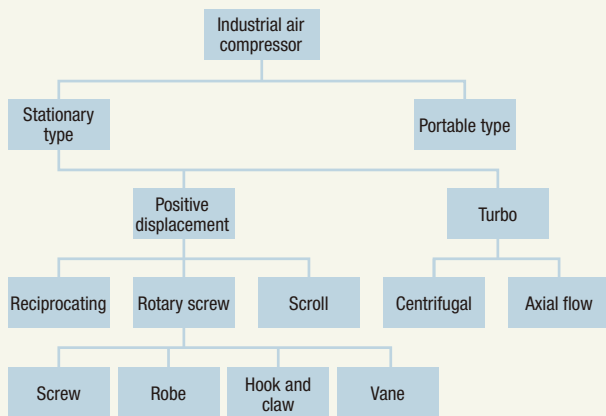 Industrial air
compressor
Stationary
type
Portable type
Positive
displacement
Turbo
Reciprocating
Rotary screw
Scroll
Centrifugal
Axial flow
Screw
Robe
Hook and
claw
Vane